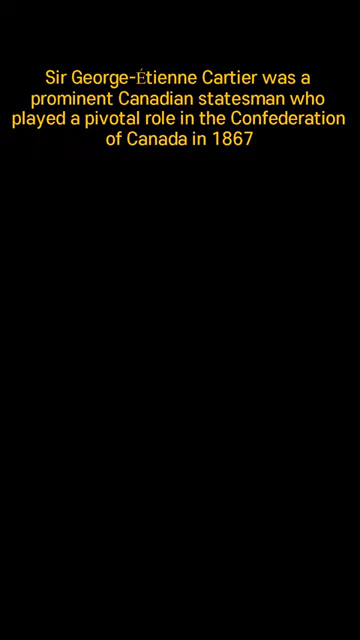 Sir George-Étienne Cartier was a
prominent Canadian statesman who
played a pivotal role in the Confederation
of Canada in 1867